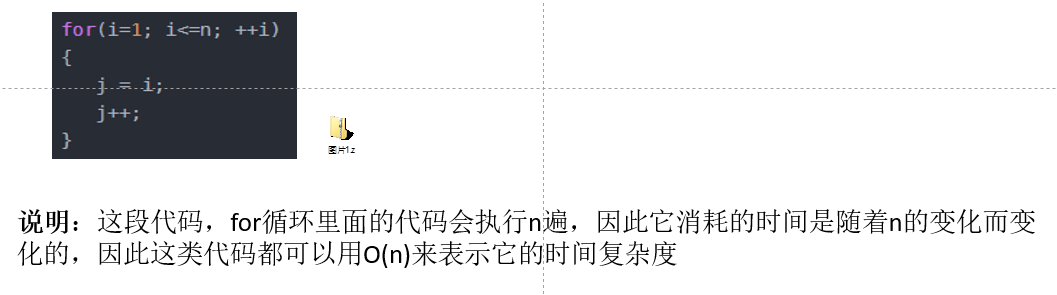 for(i=1; i<=n; ++i)
{
j = i;
j++;
}
图片1.z
说明：这段代码，for循环里面的代码会执行n遍，因此它消耗的时间是随着n的变化而变
化的，因此这类代码都可以用O(n)来表示它的时间复杂度